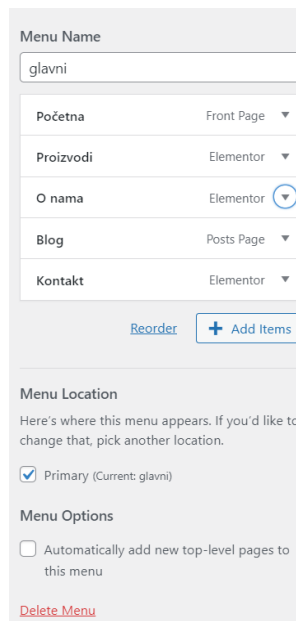 Menu Name
glavni
Početna Front Page
Proizvodi Elementor
O nama Elementor
Blog Posts Page
Kontakt Elementor
Reorder + Add Items
Menu Location
Here's where this menu appears. If you'd like to
change that, pick another location.
Primary (Current: glavni)
Menu Options
Automatically add new top-level pages to
this menu
Delete Menu